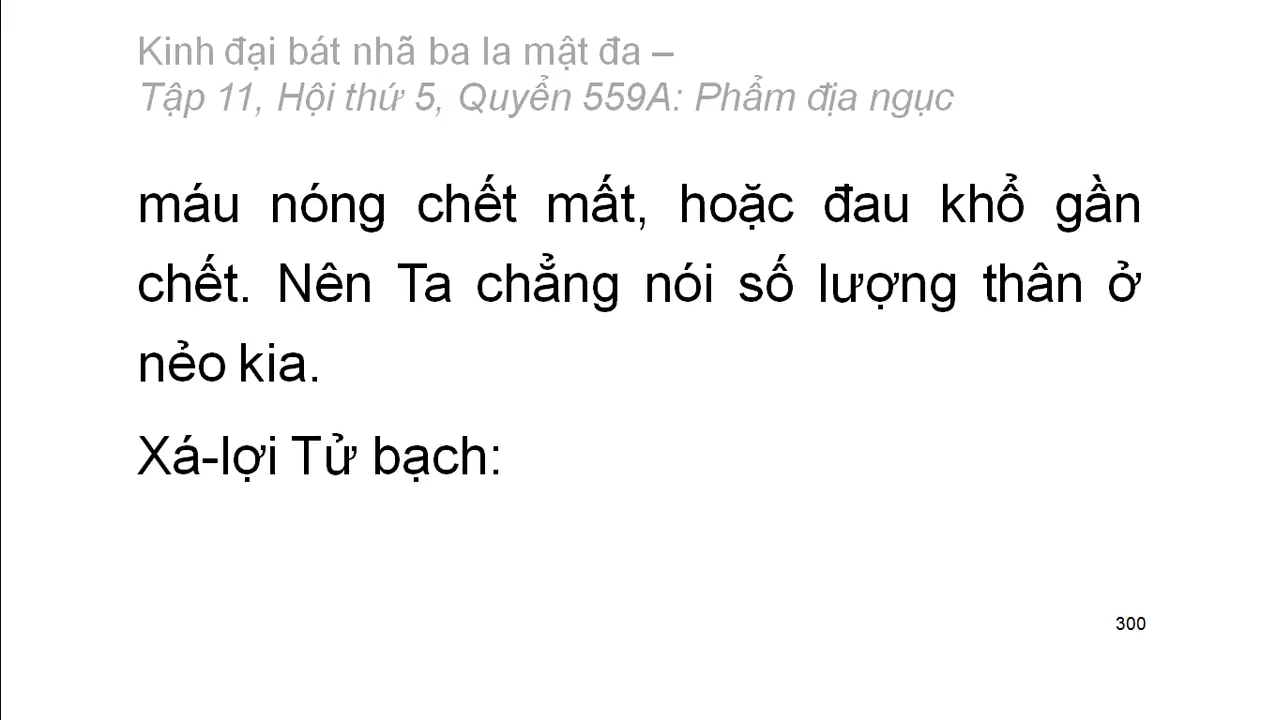 Kinh đại bát nhã ba la mật đa –
Tập 11, Hội thứ 5, Quyển 559A: Phẩm địa ngục
máu nóng chết mất, hoặc đau khổ gần
chết. Nên Ta chẳng nói số lượng thân ở
nẻo kia.
Xá-lợi Tử bạch:
300